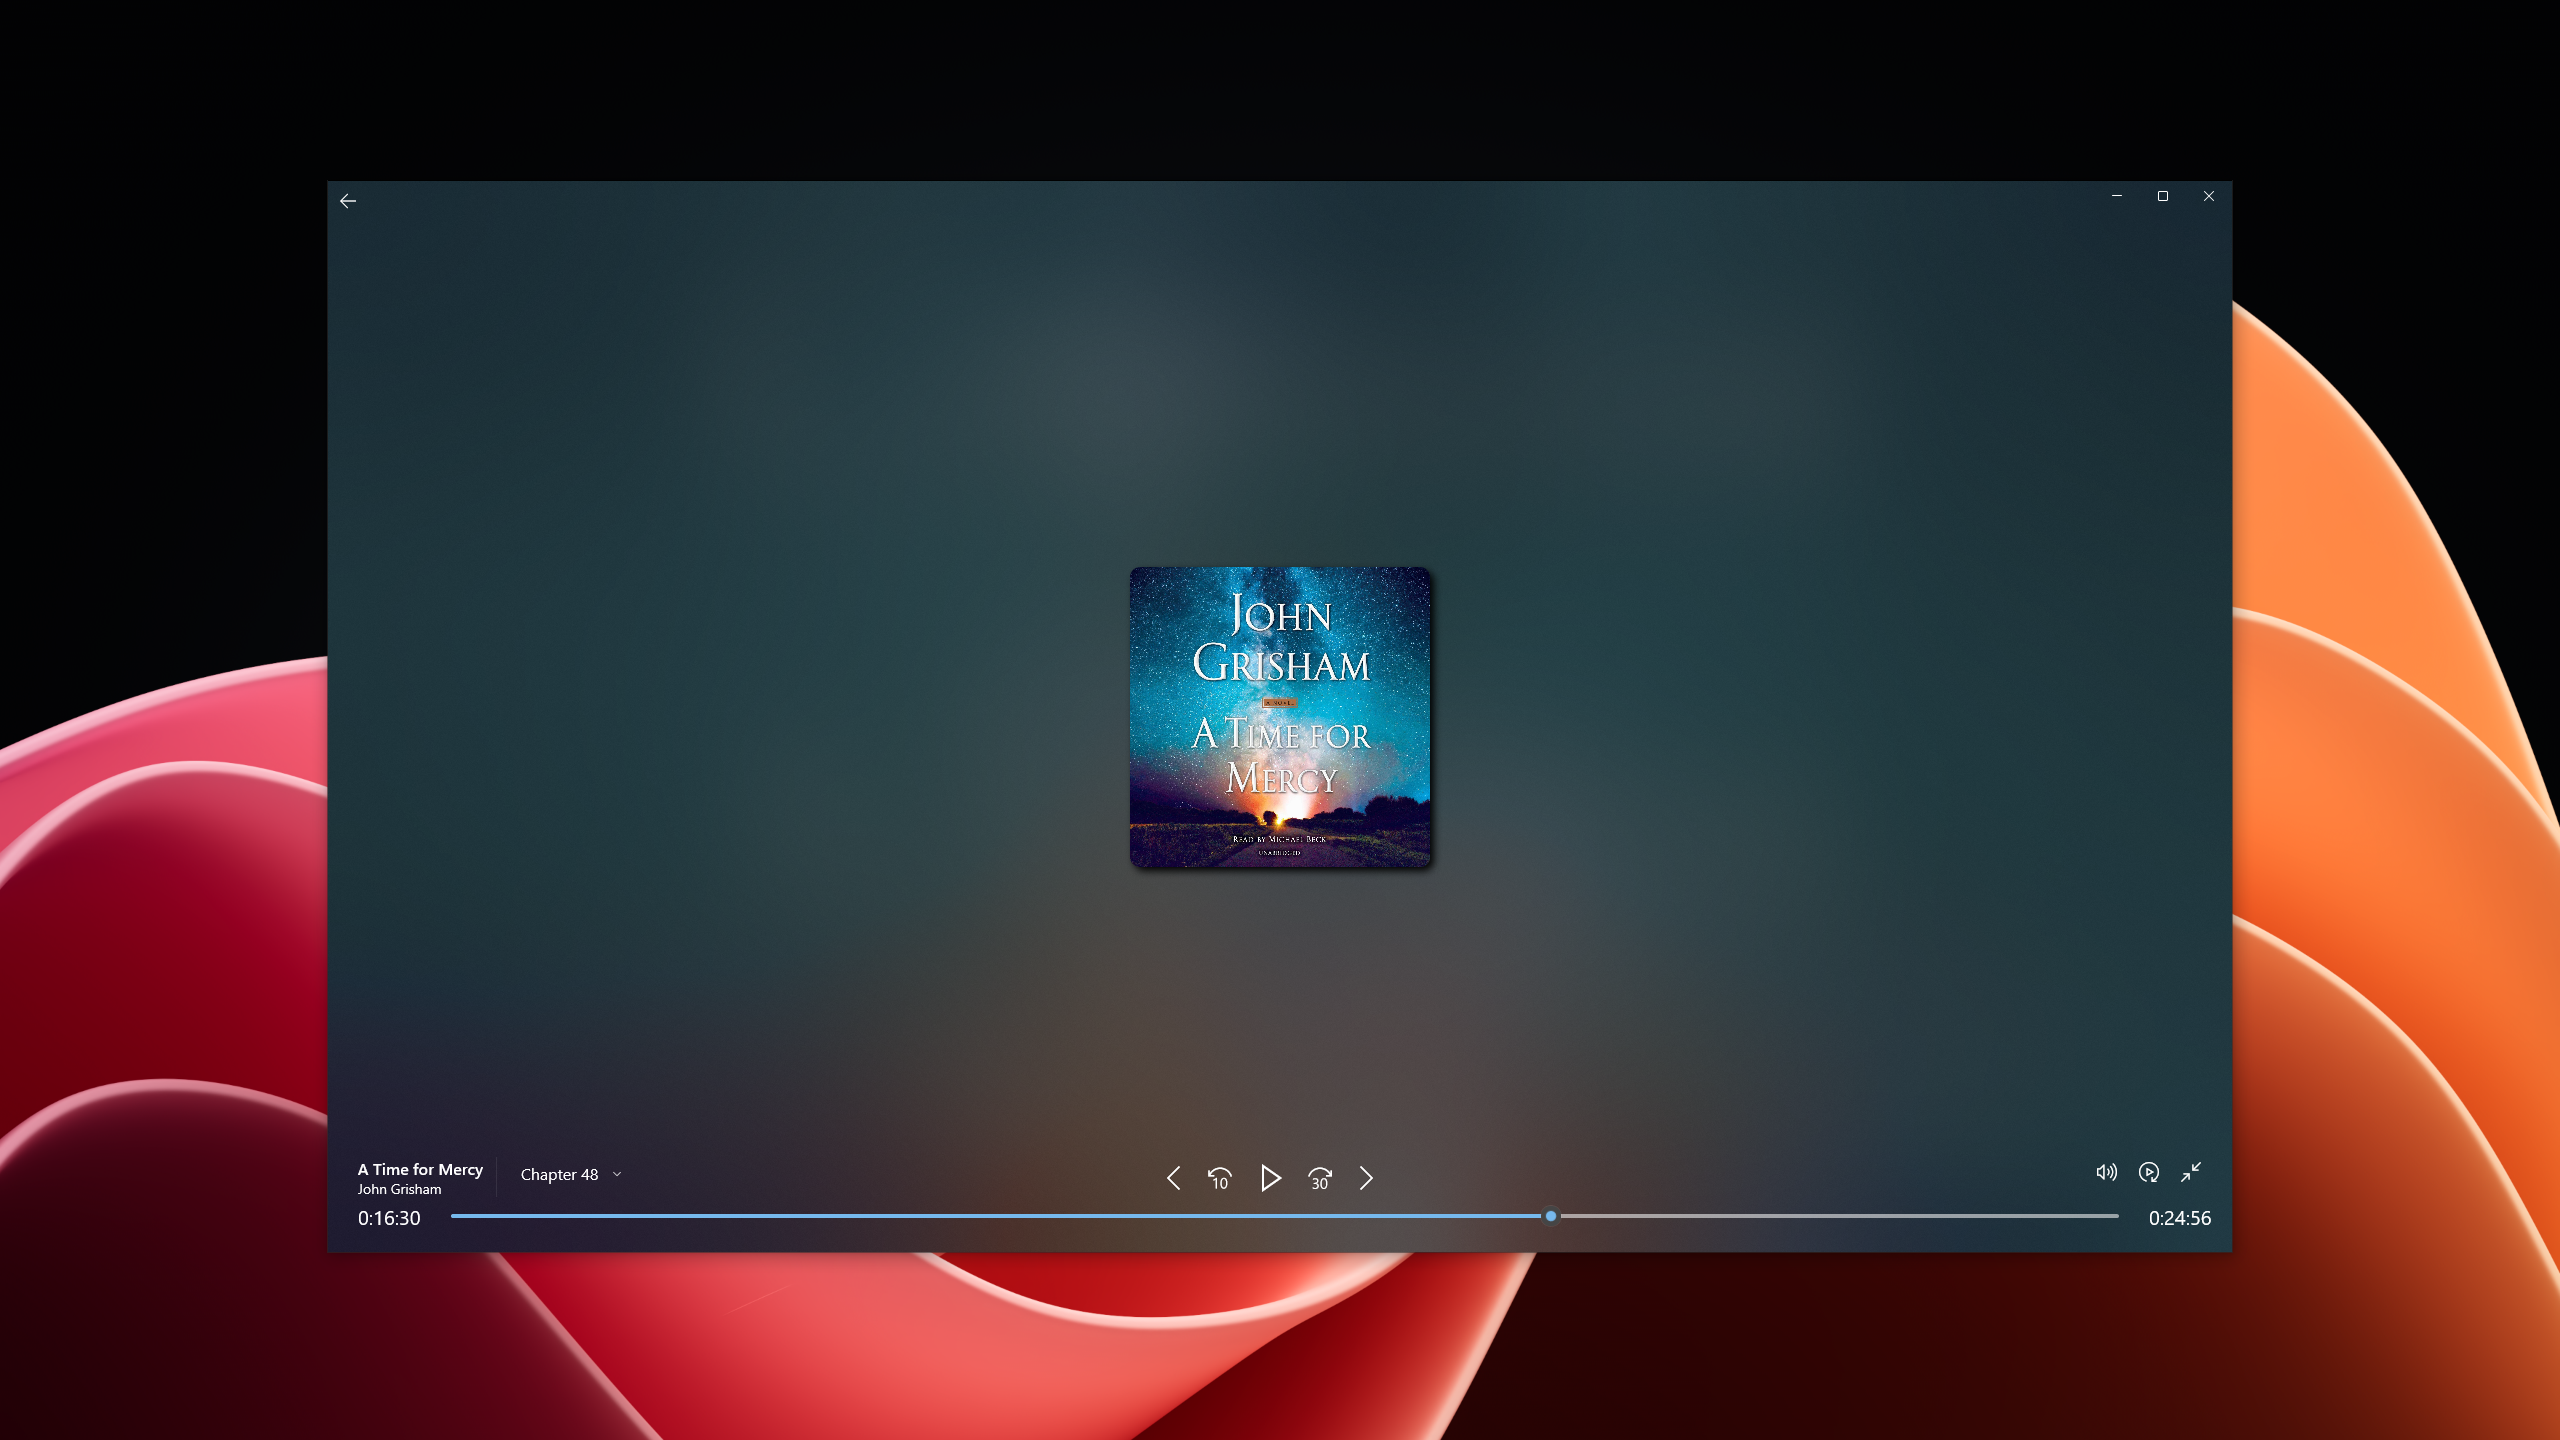 JOHN
GRISHAM
A NOVEL
A TIME FOR
MERCY
READ BY MICHAEL BECK
UNABRIDGED
A Time for Mercy
John Grisham
Chapter 48
10
30
0:16:30
0:24:56